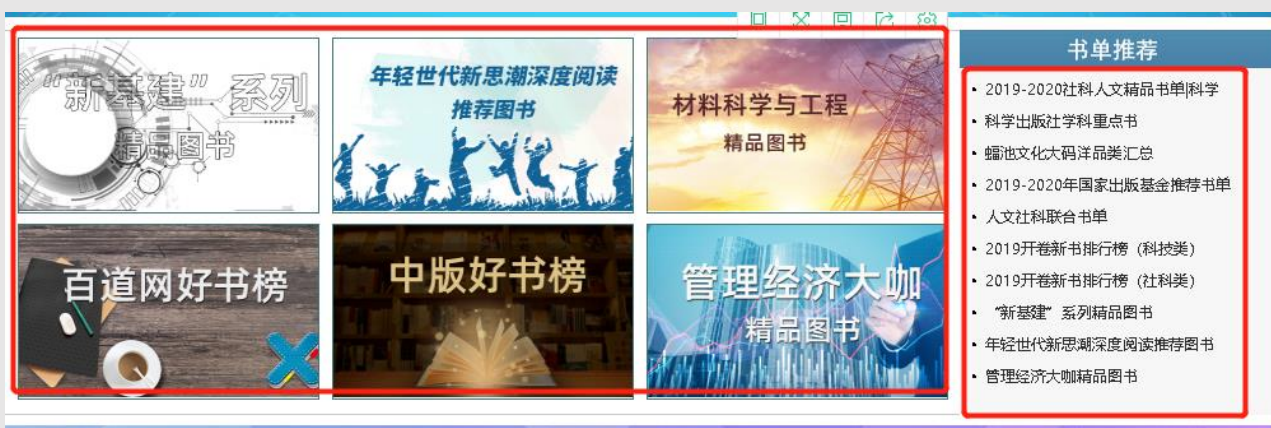 “新基建” 系列
精品图书
年轻世代新思潮深度阅读
推荐图书
材料科学与工程
精品图书
百道网好书榜
中版好书榜
管理经济大咖
精品图书
书单推荐
• 2019-2020社科人文精品书单|科学
• 科学出版社学科重点书
• 蝠池文化大码洋品类汇总
• 2019-2020年国家出版基金推荐书单
• 人文社科联合书单
• 2019开卷新书排行榜（科技类）
• 2019开卷新书排行榜（社科类）
• “新基建”系列精品图书
• 年轻世代新思潮深度阅读推荐图书
• 管理经济大咖精品图书